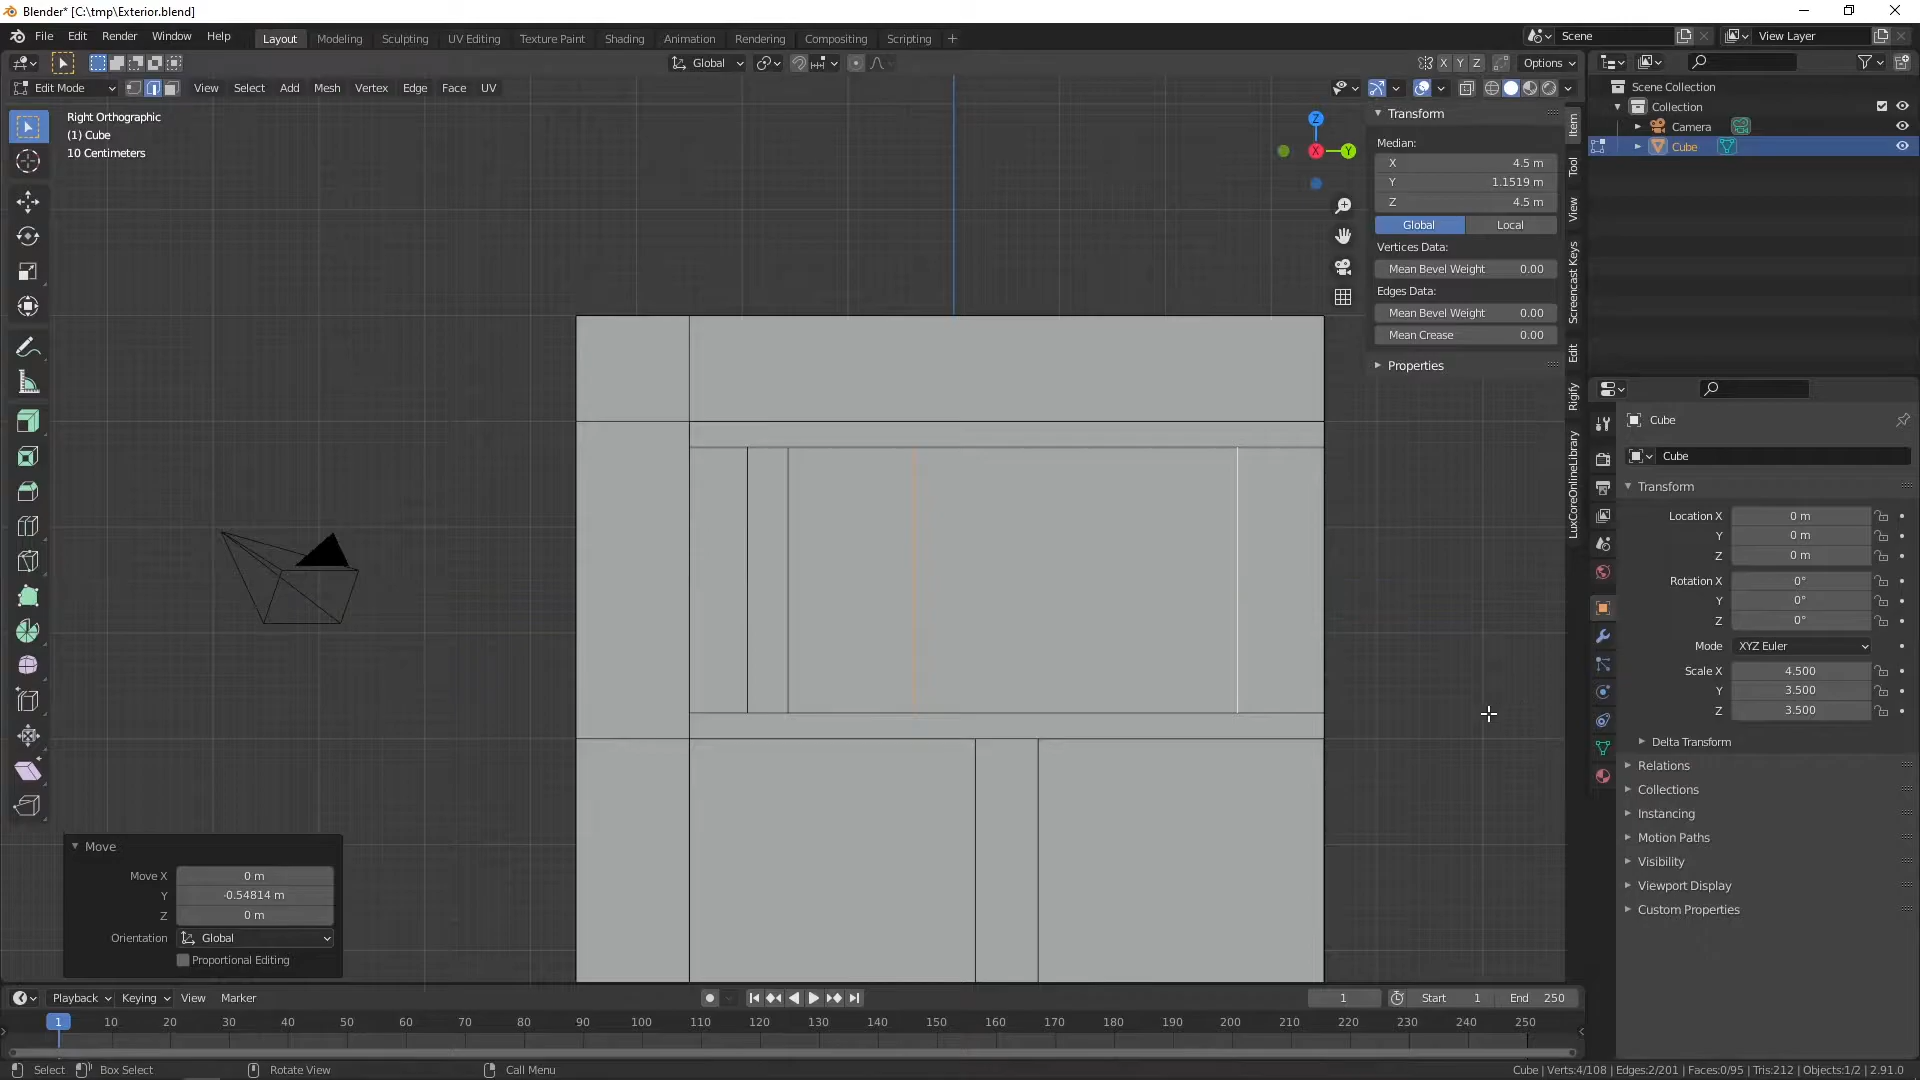 Blender* [C:\tmp\Exterior.blend]
File Edit Render Window Help
Layout Modeling Sculpting UV Editing Texture Paint Shading Animation Rendering Compositing Scripting +
Scene
View Layer
Global
X Y Z
Options
Edit Mode
View Select Add Mesh Vertex Edge Face UV
Right Orthographic
(1) Cube
10 Centimeters
Z
X
Y
Transform
Median:
X 4.5 m
Y 1.1519 m
Z 4.5 m
Global Local
Vertices Data:
Mean Bevel Weight 0.00
Edges Data:
Mean Bevel Weight 0.00
Mean Crease 0.00
Properties
Item
Tool
View
Screencast Keys
Edit
Rigify
LuxCoreOnlineLibrary
Scene Collection
Collection
Camera
Cube
Cube
Cube
Transform
Location X 0 m
Y 0 m
Z 0 m
Rotation X 0°
Y 0°
Z 0°
Mode XYZ Euler
Scale X 4.500
Y 3.500
Z 3.500
Delta Transform
Relations
Collections
Instancing
Motion Paths
Visibility
Viewport Display
Custom Properties
Move
Move X 0 m
Y -0.54814 m
Z 0 m
Orientation Global
Proportional Editing
Playback Keying View Marker
1 Start 1 End 250
1 10 20 30 40 50 60 70 80 90 100 110 120 130 140 150 160 170 180 190 200 210 220 230 240 250
Select Box Select Rotate View Call Menu
Cube | Verts:4/108 | Edges:2/201 | Faces:0/95 | Tris:212 | Objects:1/2 | 2.91.0